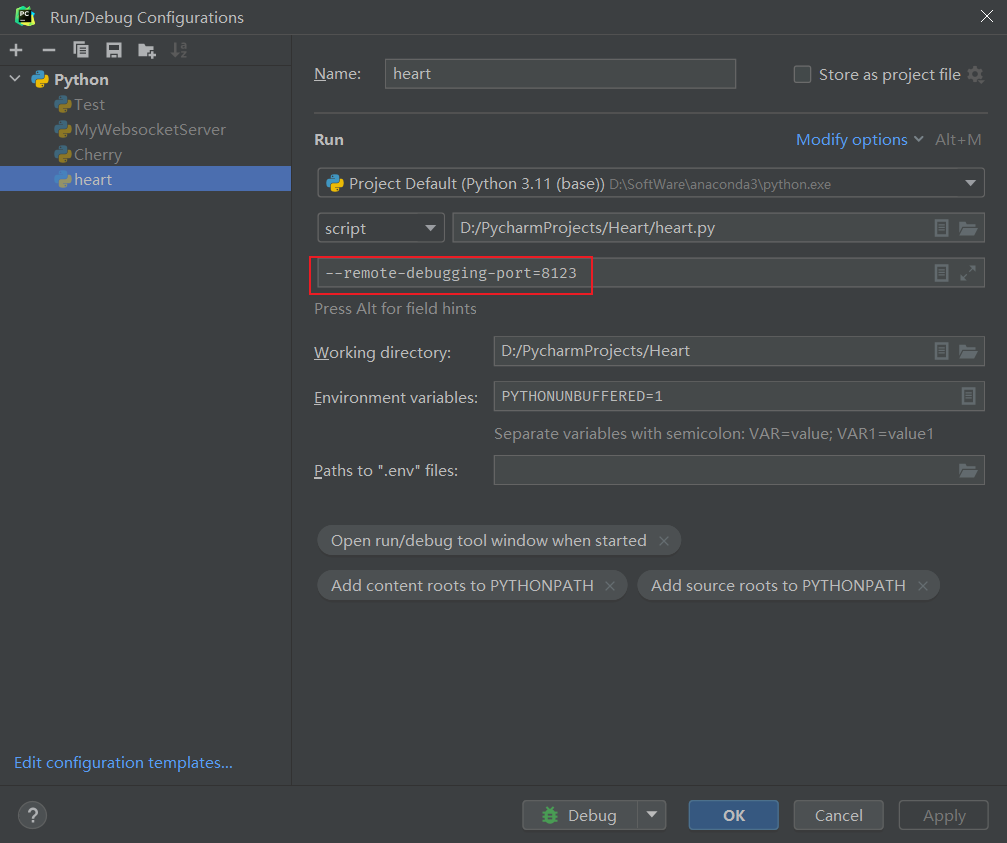 Run/Debug Configurations
Python
Test
MyWebsocketServer
Cherry
heart
Edit configuration templates...
Name: heart Store as project file
Run Modify options Alt+M
Project Default (Python 3.11 (base)) D:\SoftWare\anaconda3\python.exe
script D:/PycharmProjects/Heart/heart.py
--remote-debugging-port=8123
Press Alt for field hints
Working directory: D:/PycharmProjects/Heart
Environment variables: PYTHONUNBUFFERED=1
Separate variables with semicolon: VAR=value; VAR1=value1
Paths to ".env" files:
Open run/debug tool window when started
Add content roots to PYTHONPATH Add source roots to PYTHONPATH
? Debug OK Cancel Apply